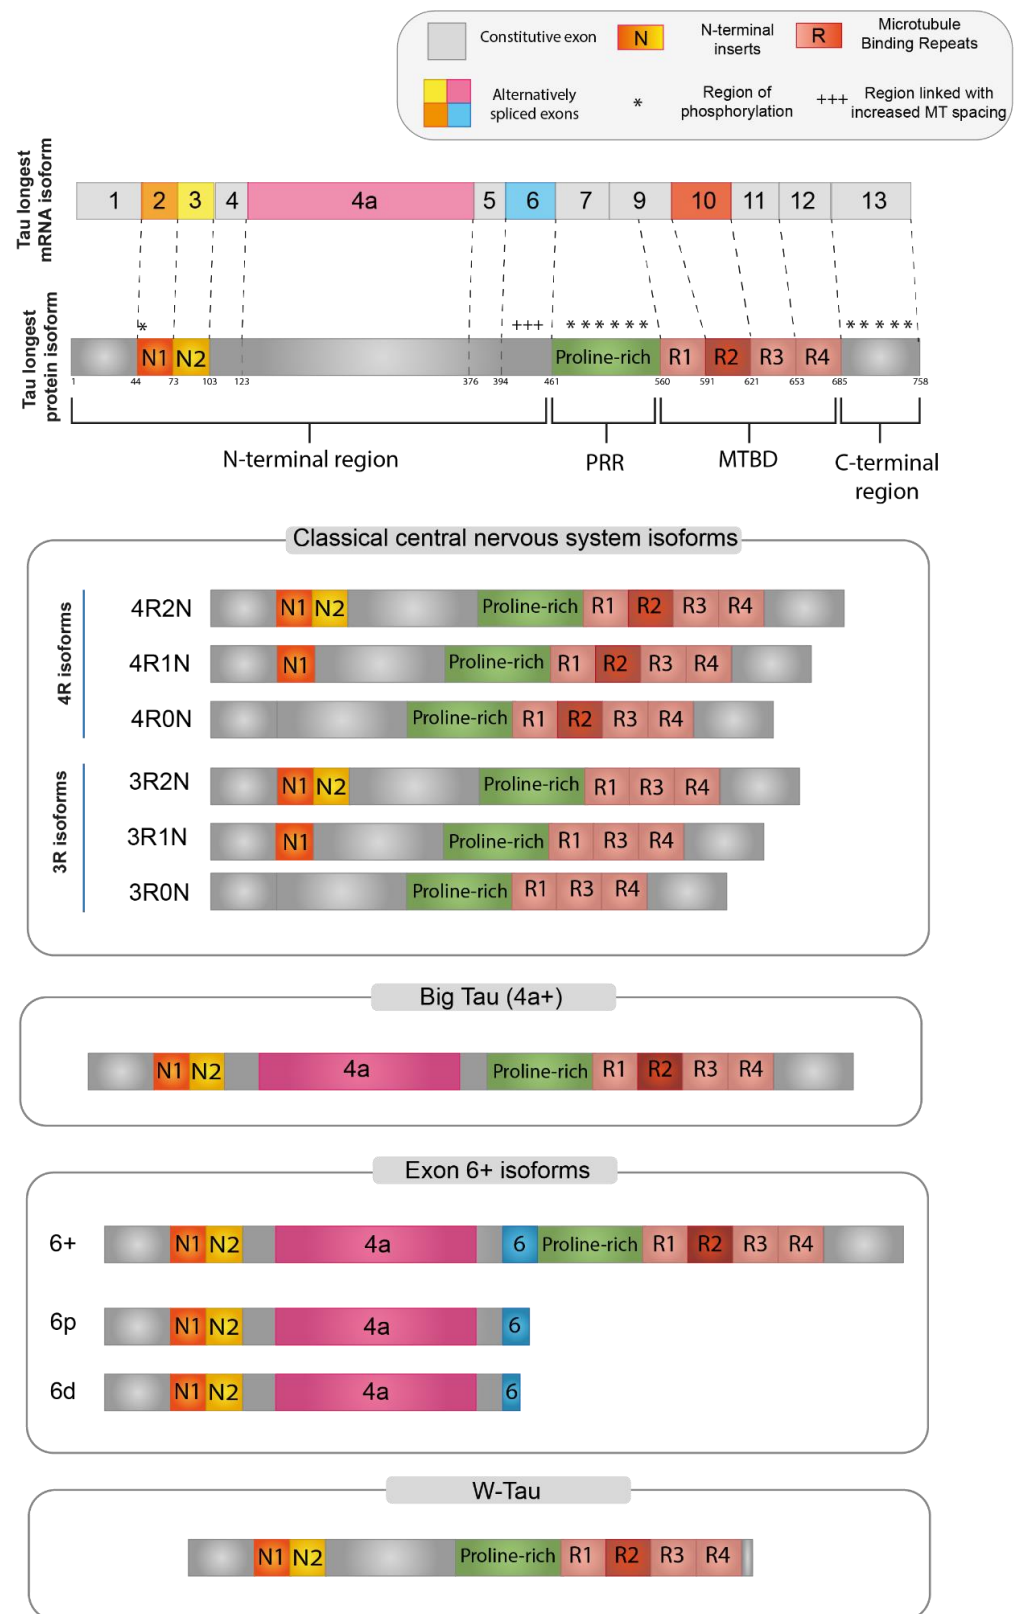 Constitutive exon
N
N-terminal
inserts
R
Microtubule
Binding Repeats
Alternatively
spliced exons
*
Region of
phosphorylation
+++
Region linked with
increased MT spacing
Tau longest
mRNA isoform
1 2 3 4 4a 5 6 7 9 10 11 12 13
Tau longest
protein isoform
* +++ * * * * * * * * * * *
N1 N2 Proline-rich R1 R2 R3 R4
1 44 73 103 123 376 394 461 560 591 621 653 685 758
N-terminal region PRR MTBD C-terminal
region
Classical central nervous system isoforms
4R isoforms
4R2N N1 N2 Proline-rich R1 R2 R3 R4
4R1N N1 Proline-rich R1 R2 R3 R4
4R0N Proline-rich R1 R2 R3 R4
3R isoforms
3R2N N1 N2 Proline-rich R1 R3 R4
3R1N N1 Proline-rich R1 R3 R4
3R0N Proline-rich R1 R3 R4
Big Tau (4a+)
N1 N2 4a Proline-rich R1 R2 R3 R4
Exon 6+ isoforms
6+ N1 N2 4a 6 Proline-rich R1 R2 R3 R4
6p N1 N2 4a 6
6d N1 N2 4a 6
W-Tau
N1 N2 Proline-rich R1 R2 R3 R4